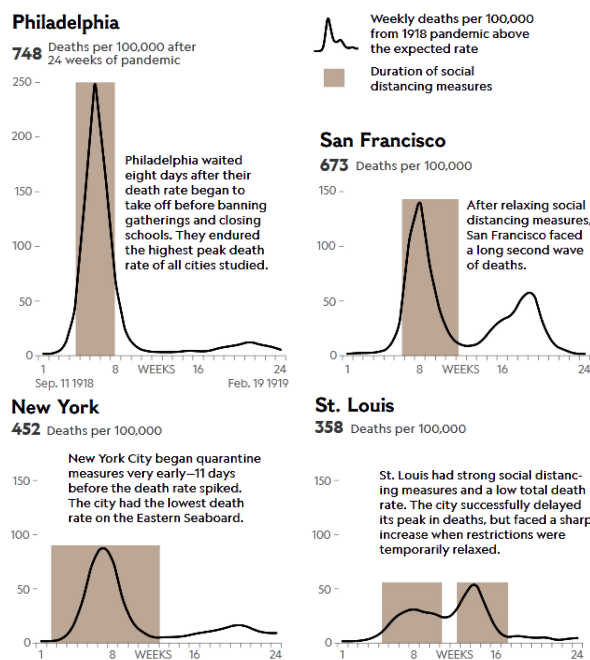 Philadelphia
748 Deaths per 100,000 after
24 weeks of pandemic
Weekly deaths per 100,000
from 1918 pandemic above
the expected rate
Duration of social
distancing measures
250
200
150
100
50
0
Philadelphia waited
eight days after their
death rate began to
take off before banning
gatherings and closing
schools. They endured
the highest peak death
rate of all cities studied.
1 8 WEEKS 16 24
Sep. 11 1918 Feb. 19 1919
San Francisco
673 Deaths per 100,000
150
100
50
0
After relaxing social
distancing measures,
San Francisco faced
a long second wave
of deaths.
1 8 WEEKS 16 24
New York
452 Deaths per 100,000
New York City began quarantine
measures very early—11 days
before the death rate spiked.
The city had the lowest death
rate on the Eastern Seaboard.
150
100
50
0
1 8 WEEKS 16 24
St. Louis
358 Deaths per 100,000
St. Louis had strong social distanc-
ing measures and a low total death
rate. The city successfully delayed
its peak in deaths, but faced a sharp
increase when restrictions were
temporarily relaxed.
150
100
50
0
1 8 WEEKS 16 24